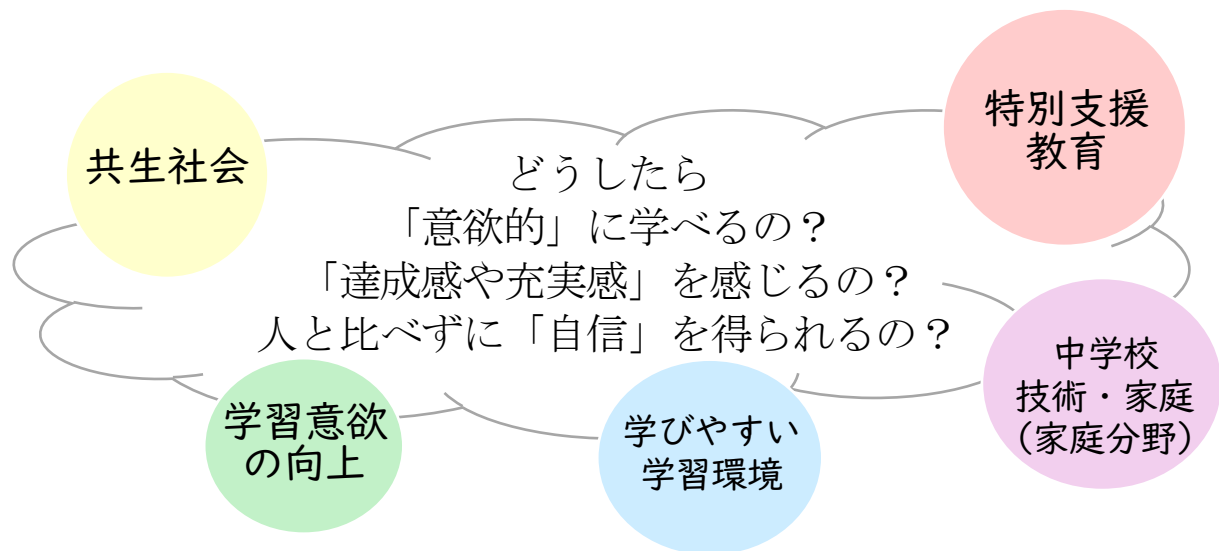 共生社会
特別支援
教育
どうしたら
「意欲的」に学べるの？
「達成感や充実感」を感じるの？
人と比べずに「自信」を得られるの？
学習意欲
の向上
学びやすい
学習環境
中学校
技術・家庭
（家庭分野）